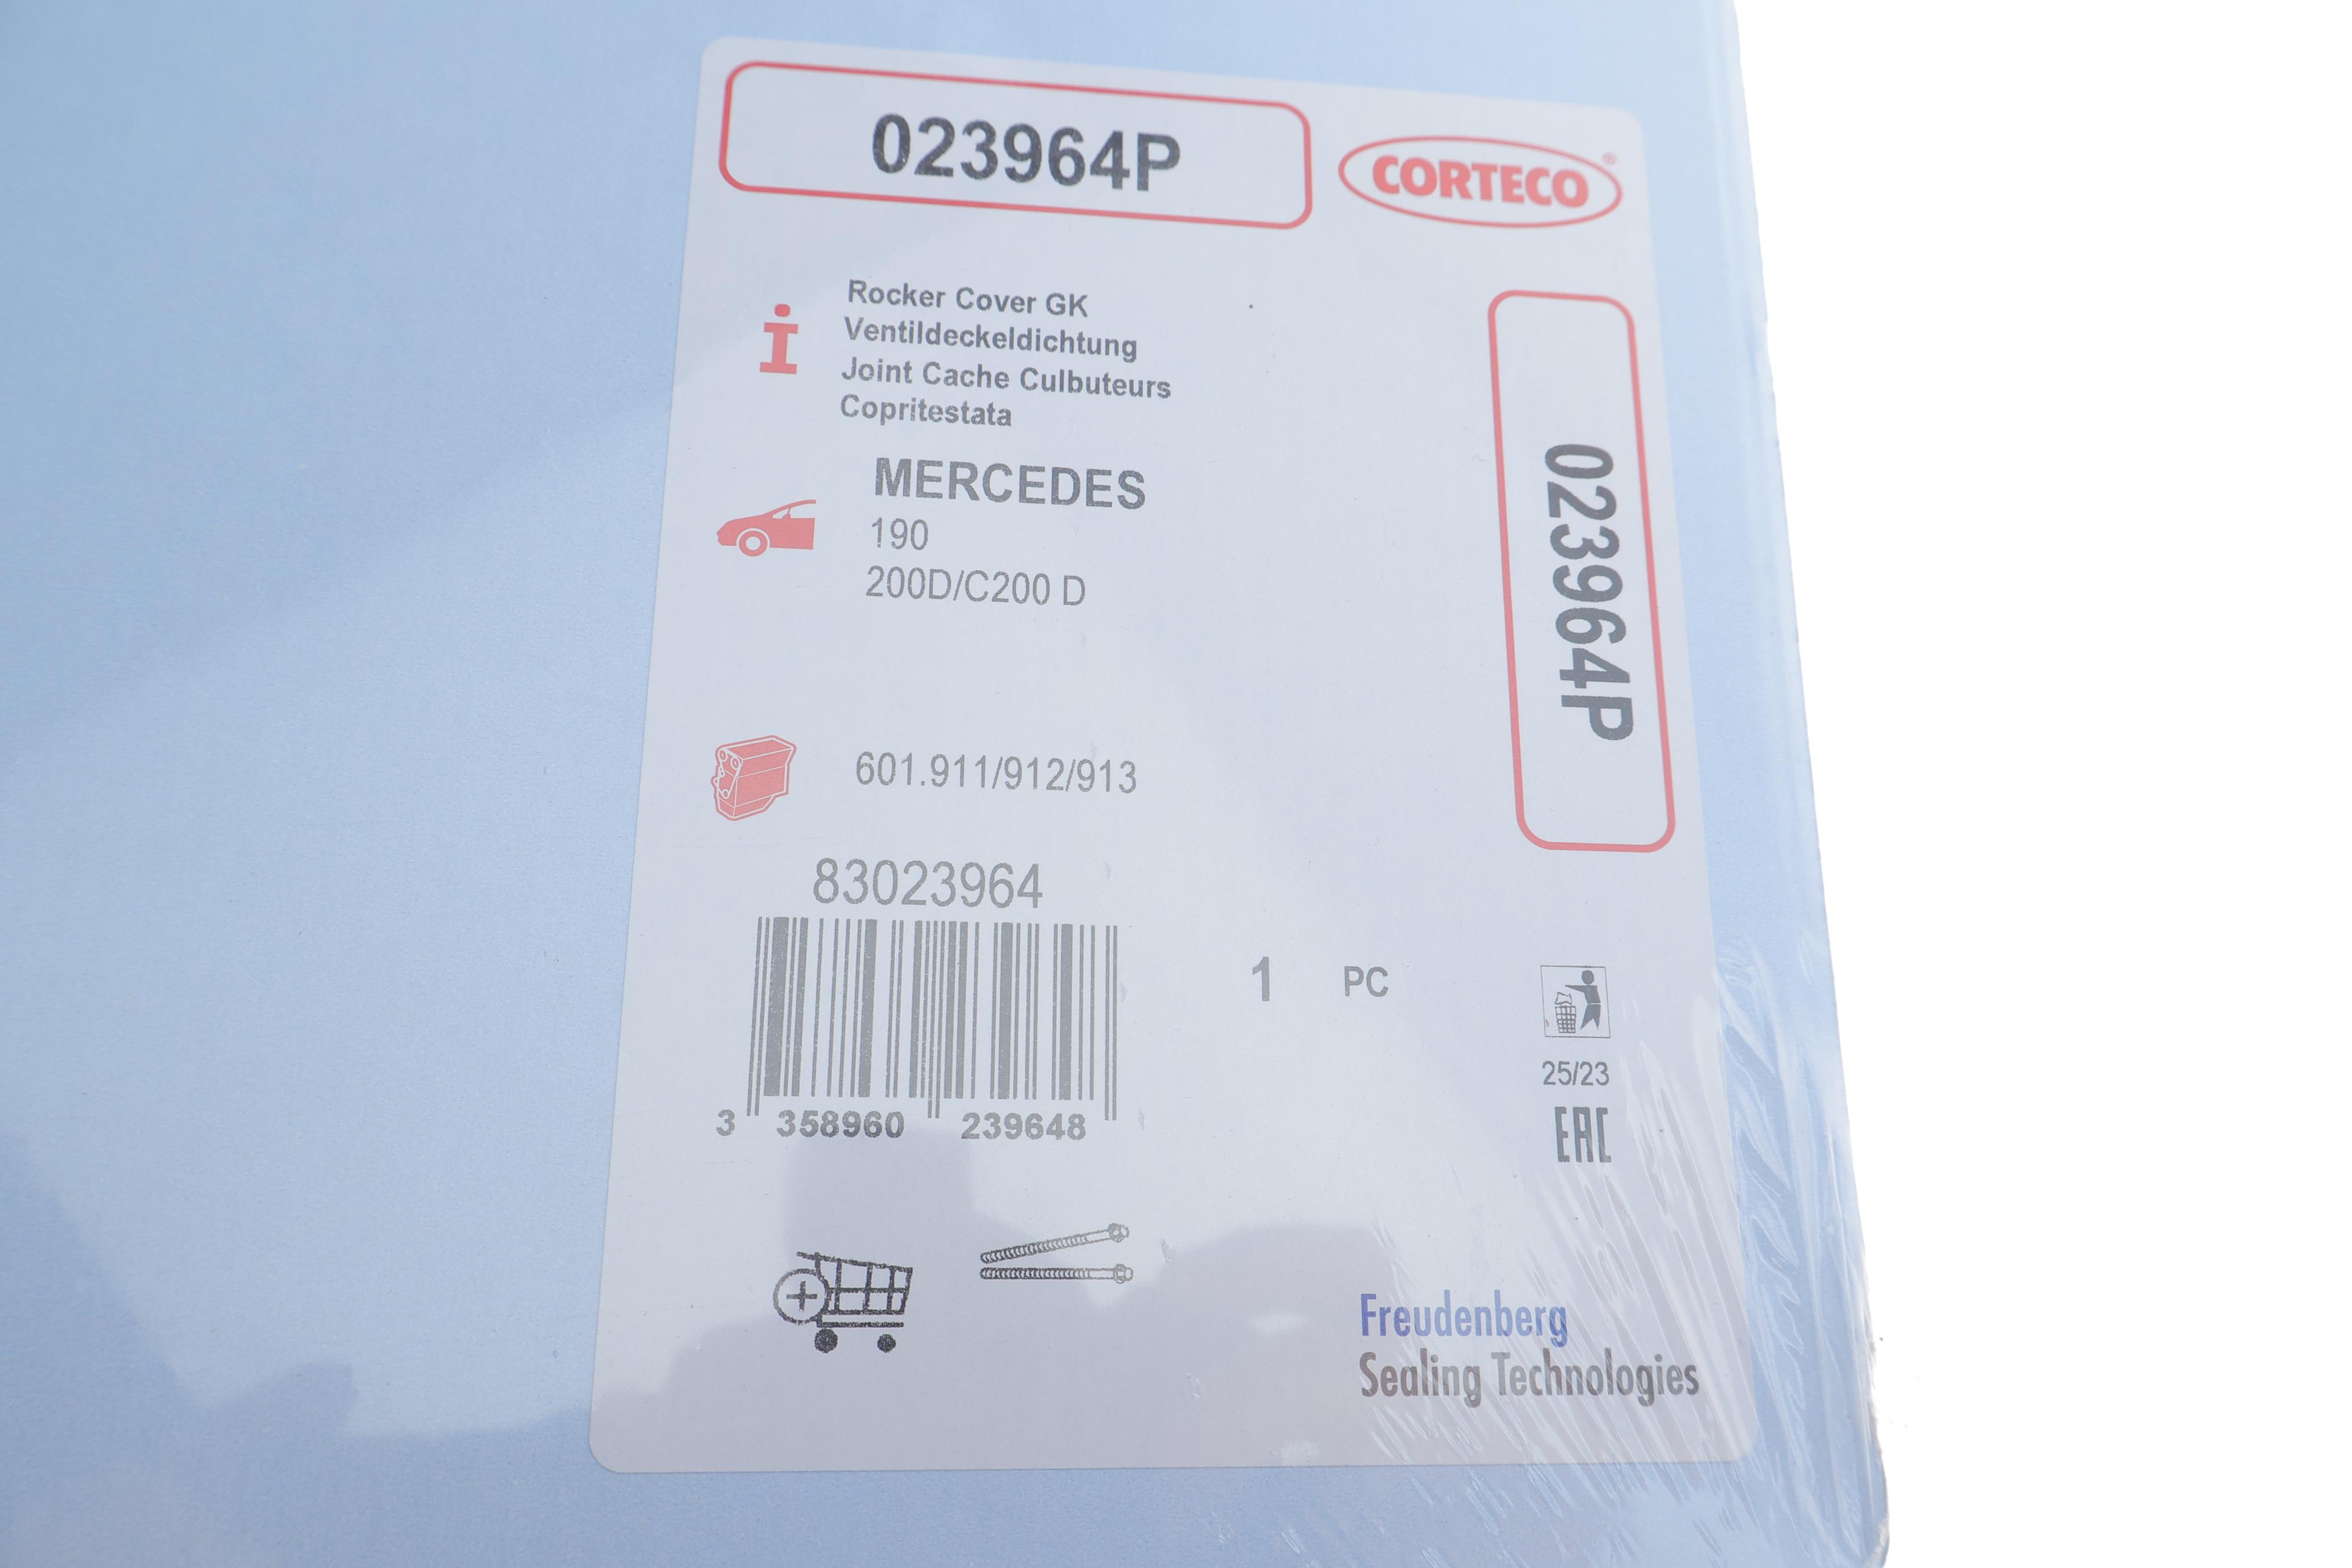 023964P
CORTECO®
Rocker Cover GK
Ventildeckeldichtung
Joint Cache Culbuteurs
Copritestata
MERCEDES
190
200D/C200 D
023964P
601.911/912/913
83023964
1 PC
3 358960 239648
25/23
EAC
Freudenberg
Sealing Technologies